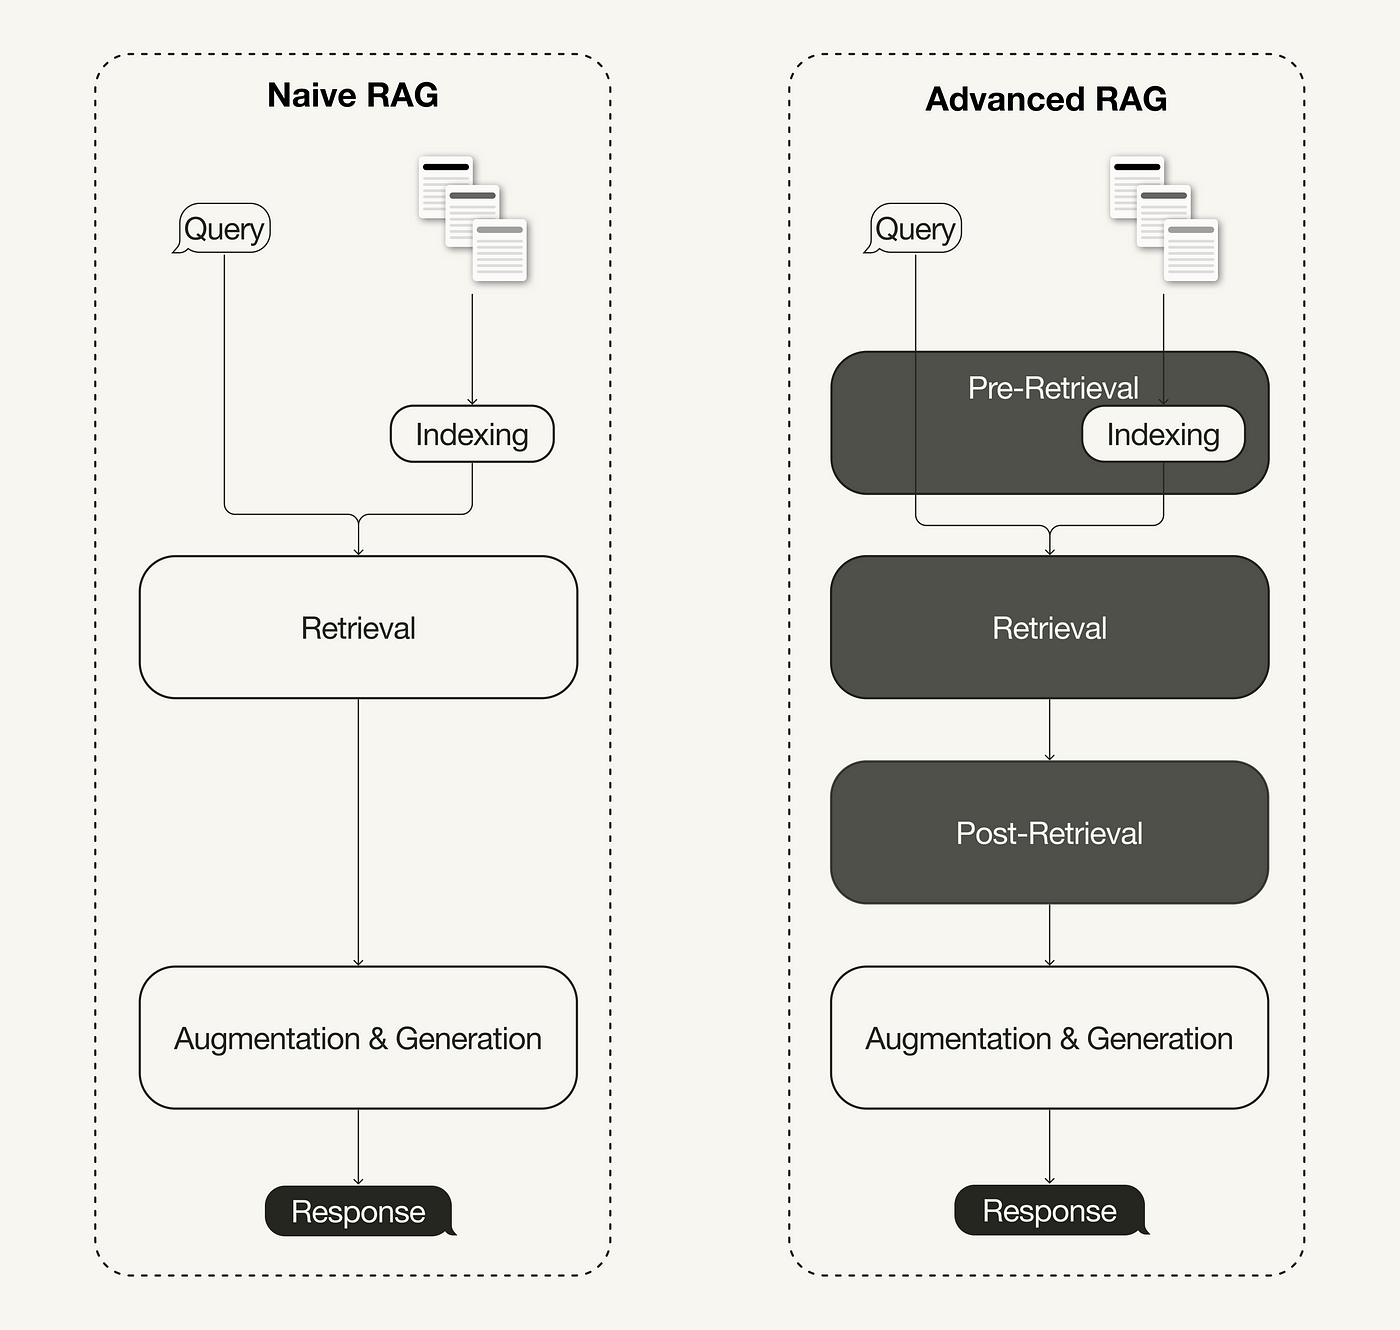 Naive RAG
Query
Indexing
Retrieval
Augmentation & Generation
Response
Advanced RAG
Query
Pre-Retrieval
Indexing
Retrieval
Post-Retrieval
Augmentation & Generation
Response